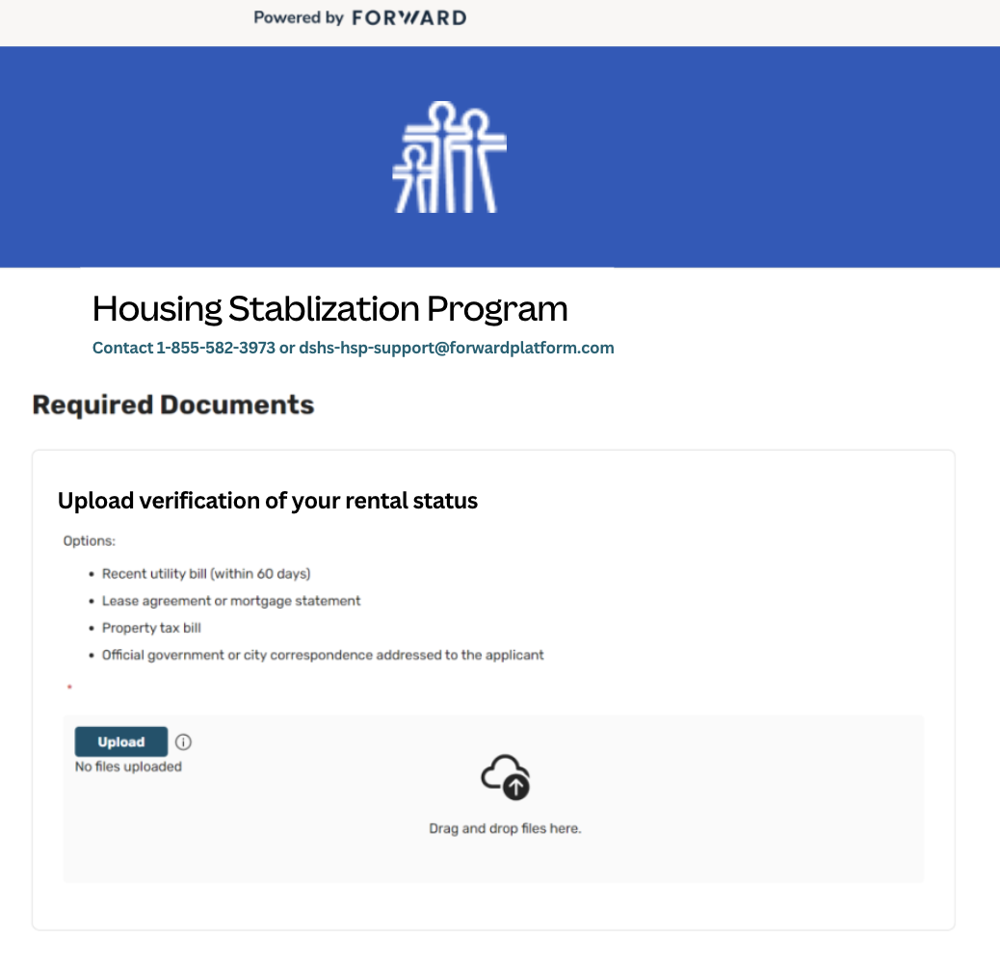 Powered by FORWARD
Housing Stablization Program
Contact 1-855-582-3973 or dshs-hsp-support@forwardplatform.com
Required Documents
Upload verification of your rental status
Options:
• Recent utility bill (within 60 days)
• Lease agreement or mortgage statement
• Property tax bill
• Official government or city correspondence addressed to the applicant
*
Upload
No files uploaded
Drag and drop files here.